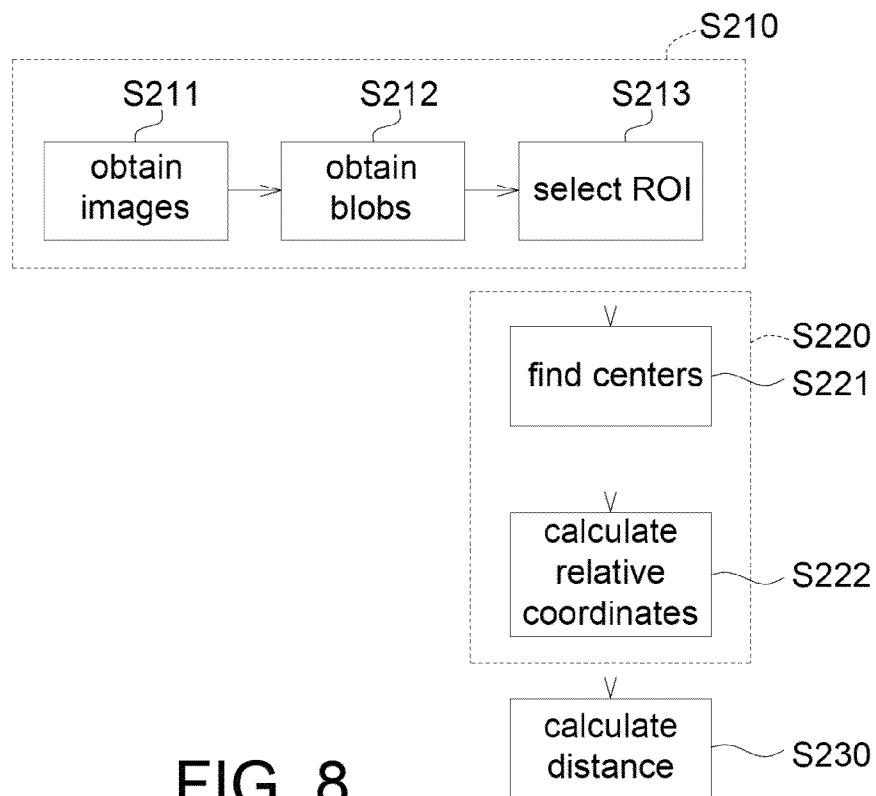 S210
S211
S212
S213
obtain
images
obtain
blobs
select ROI
S220
find centers
S221
calculate
relative
coordinates
S222
calculate
distance
S230
FIG. 8